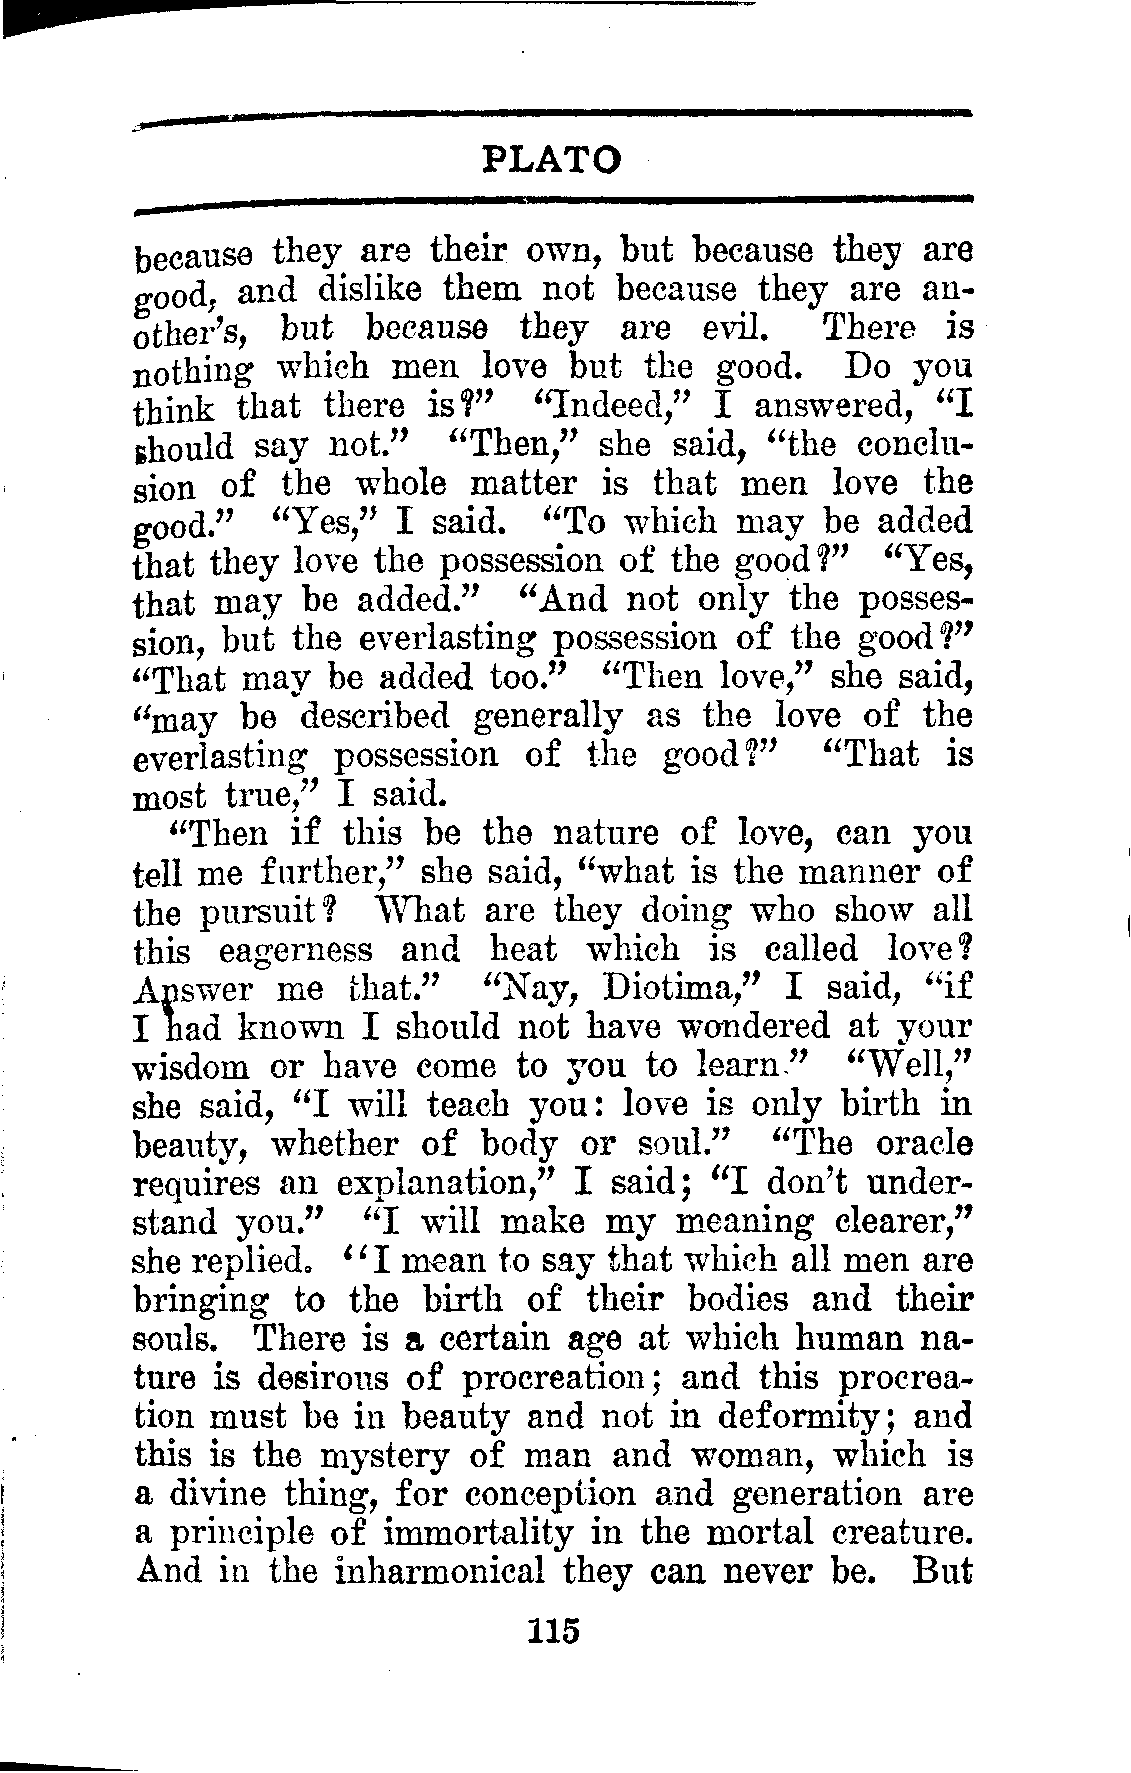 PLATO
because they are their own, but because they are
good, and dislike them not because they are an-
other's, but because they are evil. There is
nothing which men love but the good. Do you
think that there is?” “Indeed,” I answered, “I
should say not.” “Then,” she said, “the conclu-
sion of the whole matter is that men love the
good.” “Yes,” I said. “To which may be added
that they love the possession of the good?” “Yes,
that may be added.” “And not only the posses-
sion, but the everlasting possession of the good?”
“That may be added too.” “Then love,” she said,
“may be described generally as the love of the
everlasting possession of the good?” “That is
most true,” I said.
“Then if this be the nature of love, can you
tell me further,” she said, “what is the manner of
the pursuit? What are they doing who show all
this eagerness and heat which is called love?
Answer me that.” “Nay, Diotima,” I said, “if
I had known I should not have wondered at your
wisdom or have come to you to learn.” “Well,”
she said, “I will teach you: love is only birth in
beauty, whether of body or soul.” “The oracle
requires an explanation,” I said; “I don't under-
stand you.” “I will make my meaning clearer,”
she replied. “I mean to say that which all men are
bringing to the birth of their bodies and their
souls. There is a certain age at which human na-
ture is desirous of procreation; and this procrea-
tion must be in beauty and not in deformity; and
this is the mystery of man and woman, which is
a divine thing, for conception and generation are
a principle of immortality in the mortal creature.
And in the inharmonical they can never be. But
115